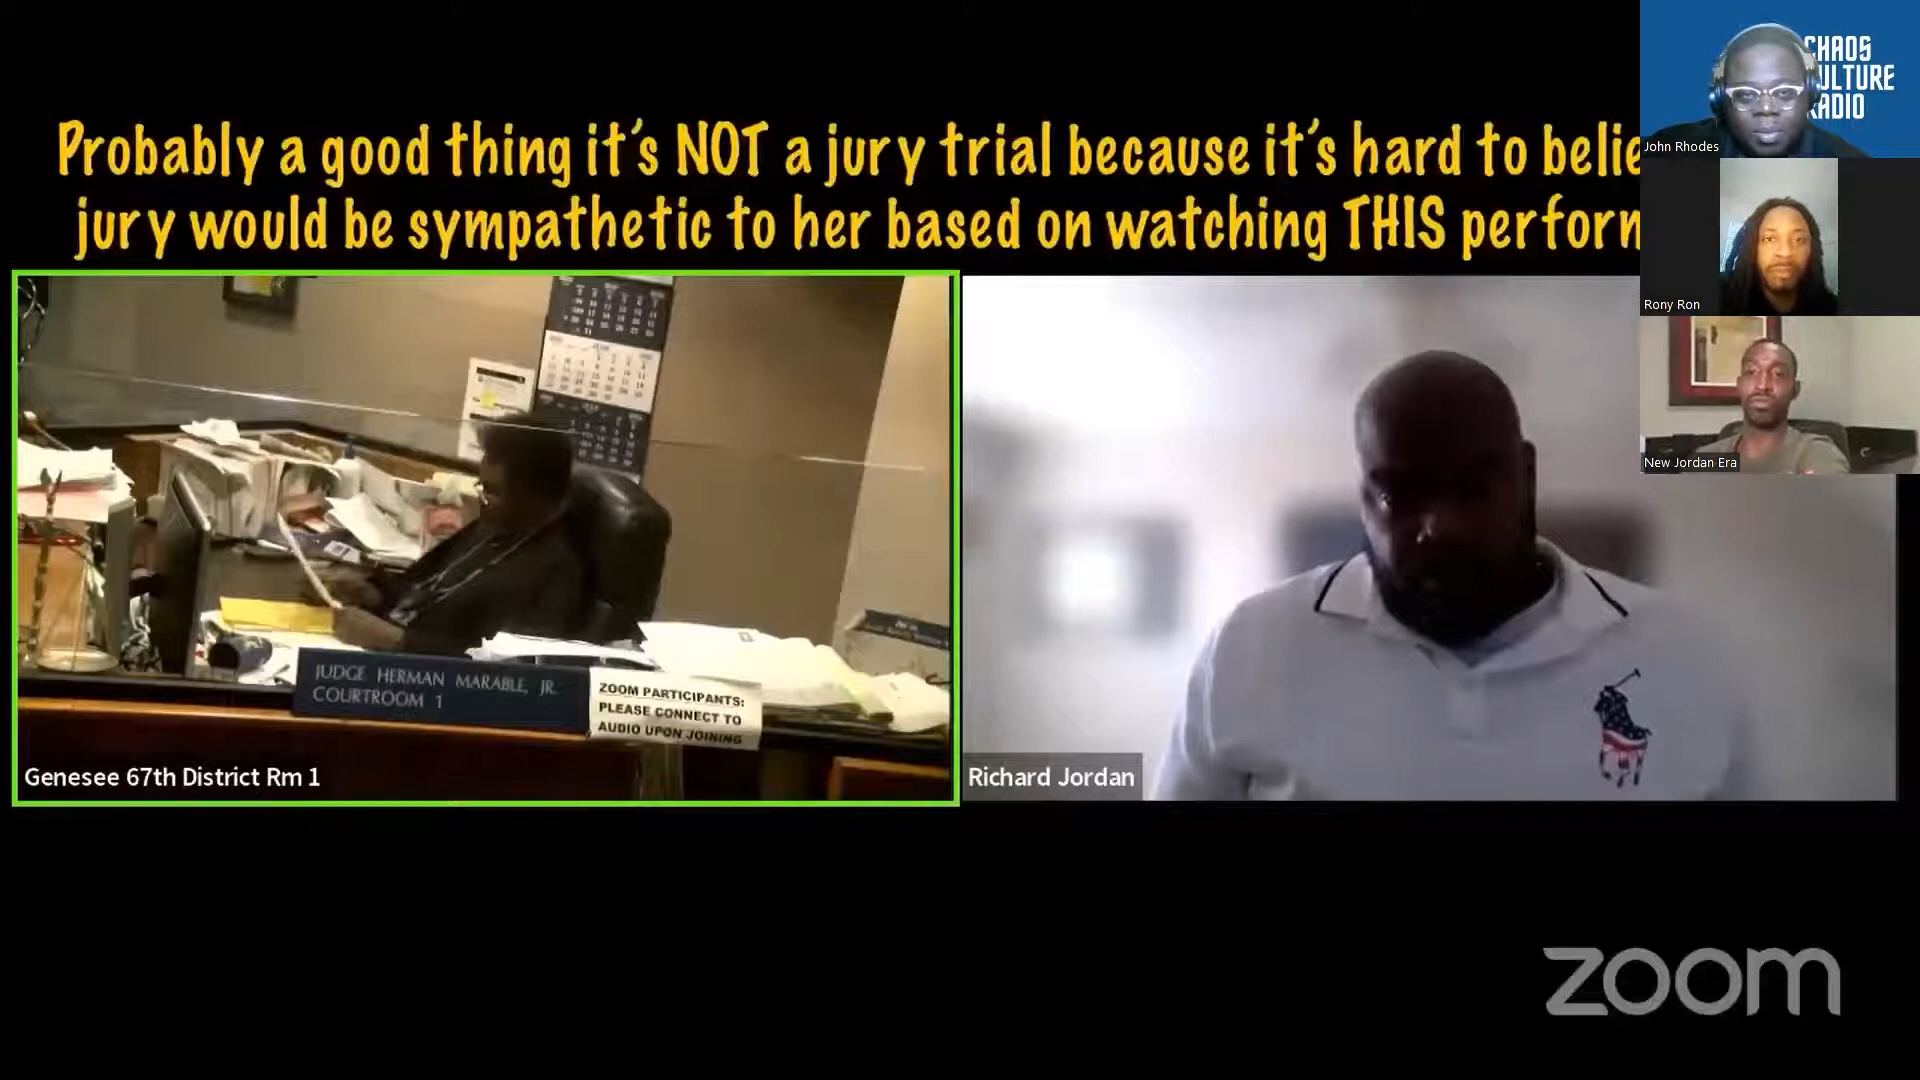 Probably a good thing it's NOT a jury trial because it's hard to belie
jury would be sympathetic to her based on watching THIS perform
CHAOS
CULTURE
RADIO
John Rhodes
Rony Ron
New Jordan Era
JUDGE HERMAN MARABLE, JR.
COURTROOM 1
ZOOM PARTICIPANTS:
PLEASE CONNECT TO
AUDIO UPON JOINING
Genesee 67th District Rm 1
Richard Jordan
zoom